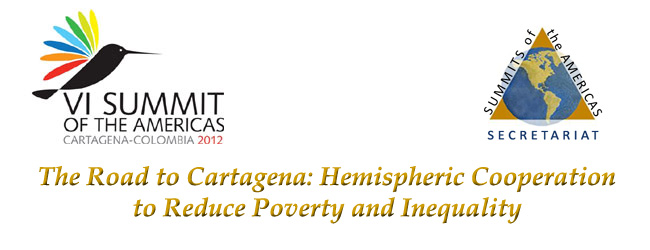 VI SUMMIT
OF THE AMERICAS
CARTAGENA-COLOMBIA 2012
SUMMITS of the AMERICAS
SECRETARIAT
The Road to Cartagena: Hemispheric Cooperation
to Reduce Poverty and Inequality